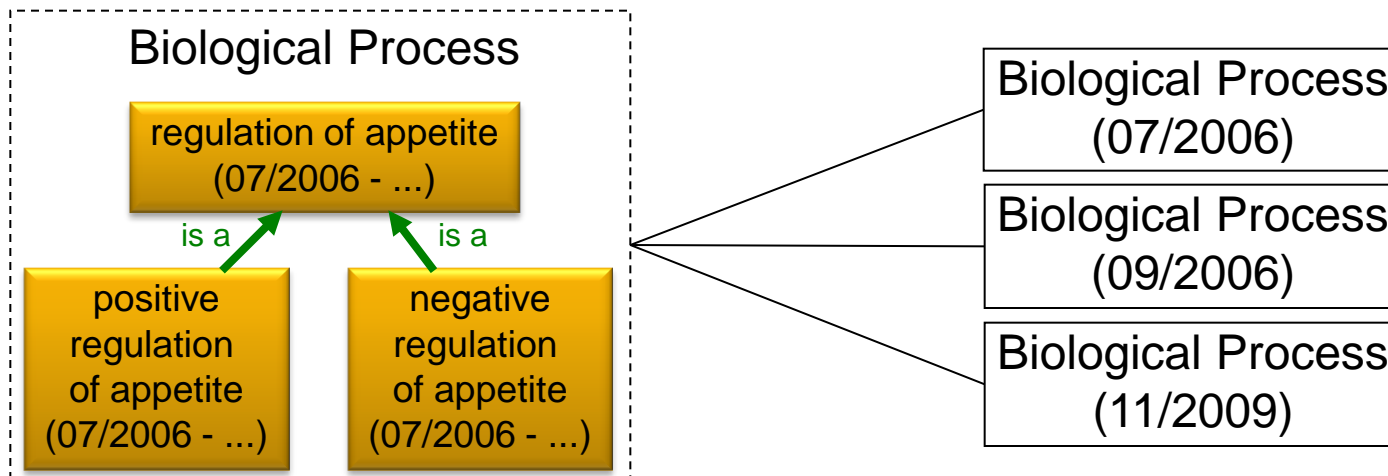 Biological Process
regulation of appetite
(07/2006 - ...)
is a
is a
positive
regulation
of appetite
(07/2006 - ...)
negative
regulation
of appetite
(07/2006 - ...)
Biological Process
(07/2006)
Biological Process
(09/2006)
Biological Process
(11/2009)